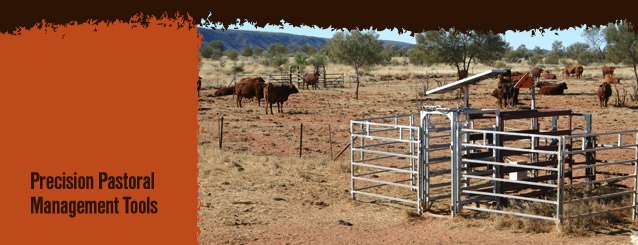 Precision Pastoral
Management Tools